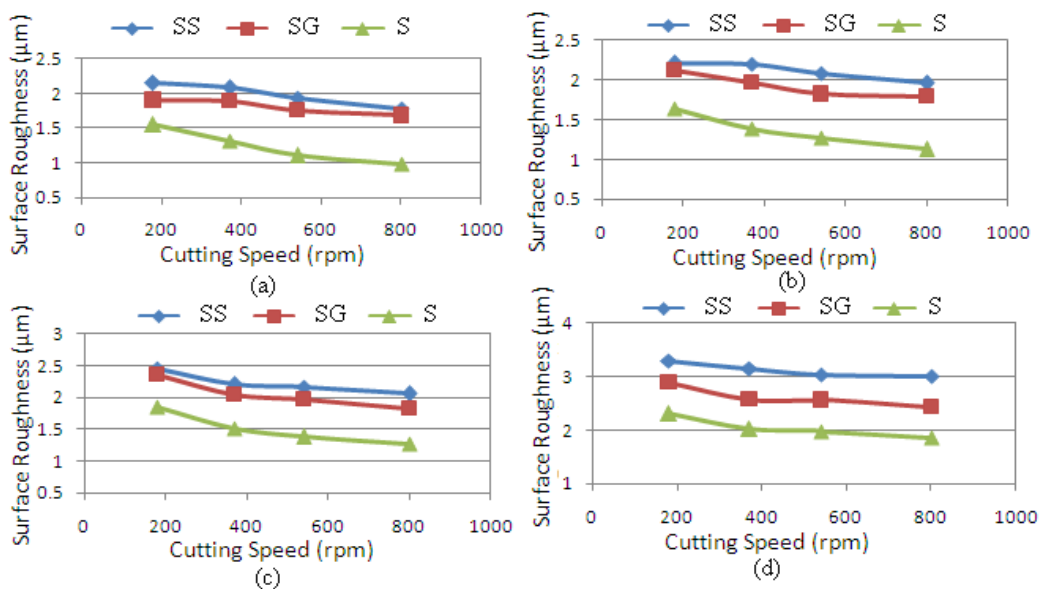 SS SG S
Surface Roughness (µm)
2.5
2
1.5
1
0.5
0 200 400 600 800 1000
Cutting Speed (rpm)
(a)
SS SG S
Surface Roughness (µm)
2.5
2
1.5
1
0.5
0 200 400 600 800 1000
Cutting Speed (rpm)
(b)
SS SG S
Surface Roughness (µm)
3
2.5
2
1.5
1
0.5
0 200 400 600 800 1000
Cutting Speed (rpm)
(c)
SS SG S
Surface Roughness (µm)
4
3
2
1
0 200 400 600 800 1000
Cutting Speed (rpm)
(d)